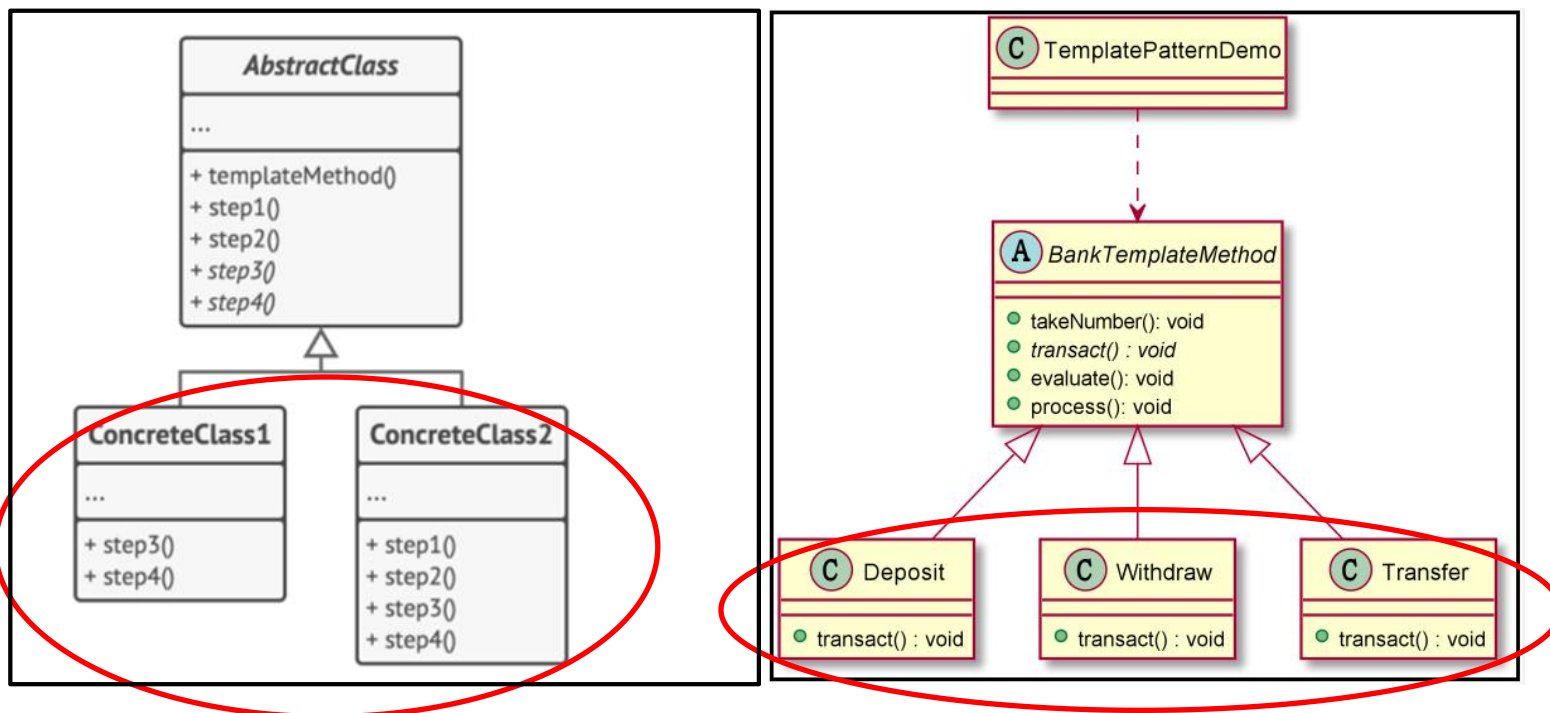 AbstractClass
...
+ templateMethod()
+ step1()
+ step2()
+ step3()
+ step4()
ConcreteClass1
...
+ step3()
+ step4()
ConcreteClass2
...
+ step1()
+ step2()
+ step3()
+ step4()
C TemplatePatternDemo
A BankTemplateMethod
takeNumber(): void
transact() : void
evaluate(): void
process(): void
C Deposit
transact() : void
C Withdraw
transact() : void
C Transfer
transact() : void